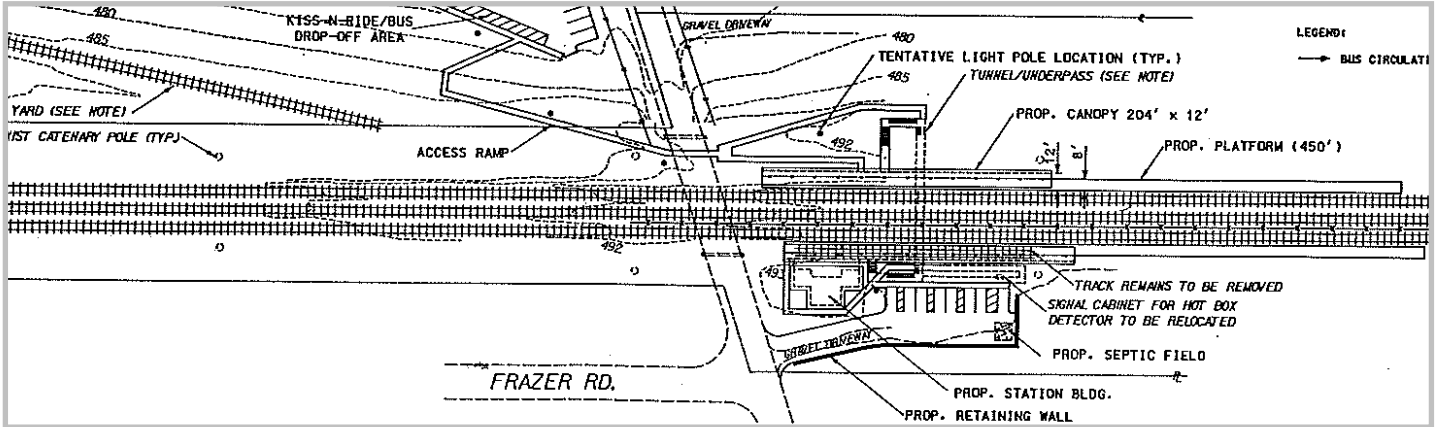 480
KISS-N-RIDE/BUS
DROP-OFF AREA
GRAVEL DRIVEWAY
480
LEGEND:
485
TENTATIVE LIGHT POLE LOCATION (TYP.)
BUS CIRCULATI
485
TUNNEL/UNDERPASS (SEE NOTE)
YARD (SEE NOTE)
PROP. CANOPY 204' x 12'
IST CATENARY POLE (TYP.)
492
12'
8'
PROP. PLATFORM (450')
ACCESS RAMP
492
493
TRACK REMAINS TO BE REMOVED
SIGNAL CABINET FOR HOT BOX
DETECTOR TO BE RELOCATED
GRAVEL DRIVEWAY
PROP. SEPTIC FIELD
FRAZER RD.
PROP. STATION BLDG.
PROP. RETAINING WALL